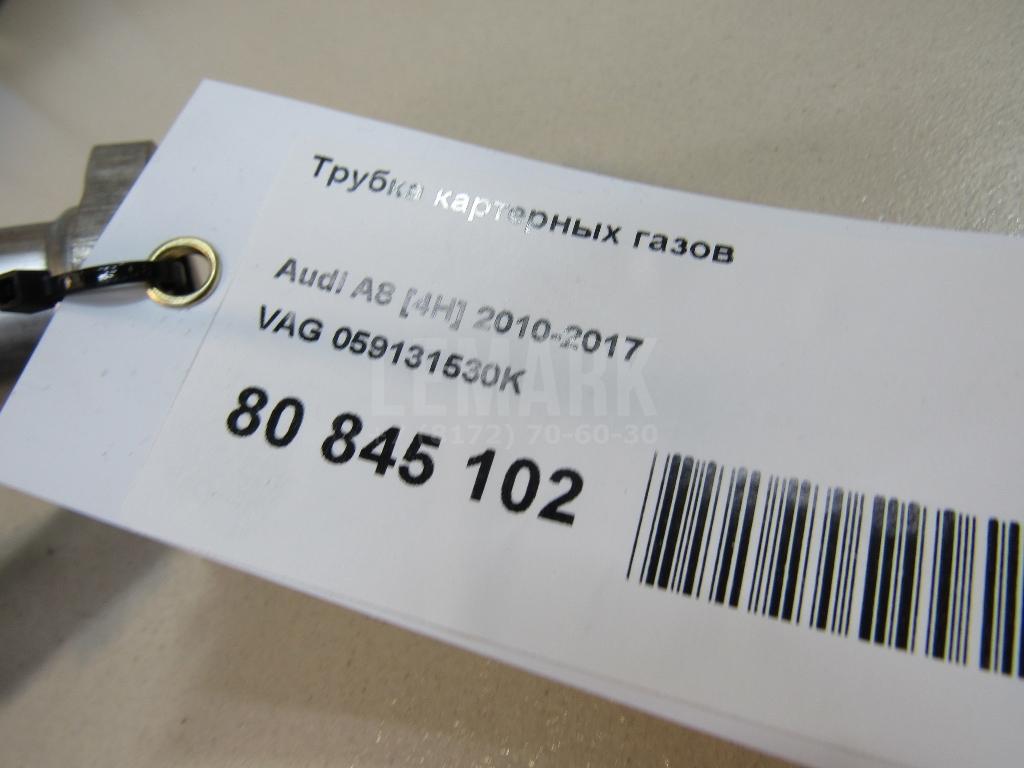 Трубка картерных газов
Audi A8 [4H] 2010-2017
VAG 059131530K
80 845 102
LEMARK
(8172) 70-60-30